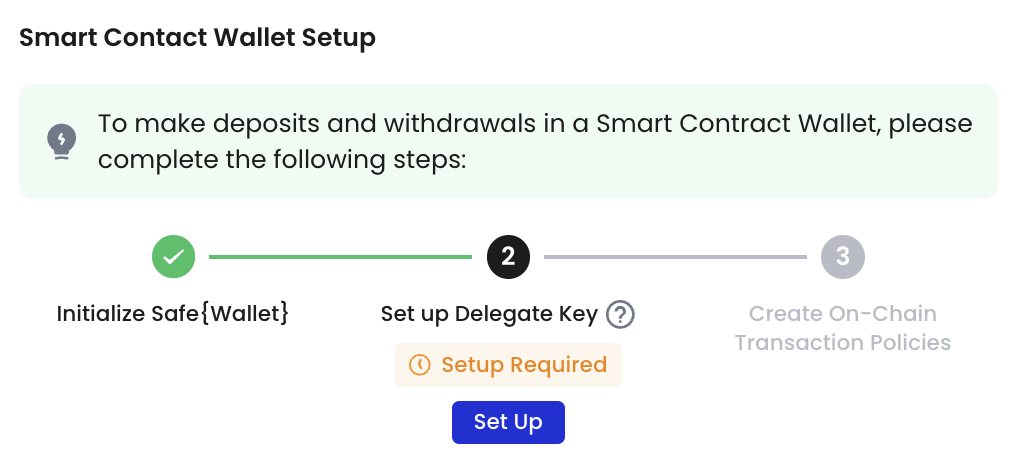 Smart Contact Wallet Setup
To make deposits and withdrawals in a Smart Contract Wallet, please
complete the following steps:
2
3
Initialize Safe{Wallet}
Set up Delegate Key ?
Create On-Chain
Transaction Policies
Setup Required
Set Up